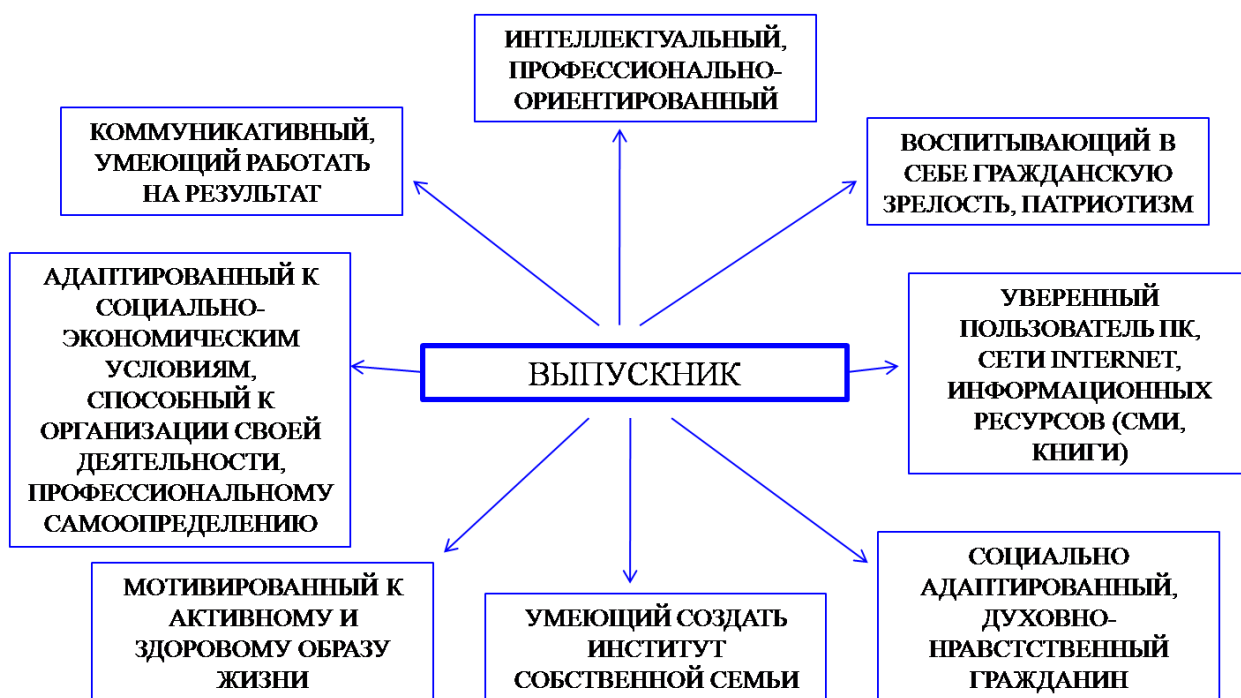 ИНТЕЛЛЕКТУАЛЬНЫЙ,
ПРОФЕССИОНАЛЬНО-
ОРИЕНТИРОВАННЫЙ
КОММУНИКАТИВНЫЙ,
УМЕЮЩИЙ РАБОТАТЬ
НА РЕЗУЛЬТАТ
ВОСПИТЫВАЮЩИЙ В
СЕБЕ ГРАЖДАНСКУЮ
ЗРЕЛОСТЬ, ПАТРИОТИЗМ
АДАПТИРОВАННЫЙ К
СОЦИАЛЬНО-
ЭКОНОМИЧЕСКИМ
УСЛОВИЯМ,
СПОСОБНЫЙ К
ОРГАНИЗАЦИИ СВОЕЙ
ДЕЯТЕЛЬНОСТИ,
ПРОФЕССИОНАЛЬНОМУ
САМООПРЕДЕЛЕНИЮ
ВЫПУСКНИК
УВЕРЕННЫЙ
ПОЛЬЗОВАТЕЛЬ ПК,
СЕТИ INTERNET,
ИНФОРМАЦИОННЫХ
РЕСУРСОВ (СМИ,
КНИГИ)
МОТИВИРОВАННЫЙ К
АКТИВНОМУ И
ЗДОРОВОМУ ОБРАЗУ
ЖИЗНИ
УМЕЮЩИЙ СОЗДАТЬ
ИНСТИТУТ
СОБСТВЕННОЙ СЕМЬИ
СОЦИАЛЬНО
АДАПТИРОВАННЫЙ,
ДУХОВНО-
НРАВСТСТВЕННЫЙ
ГРАЖДАНИН